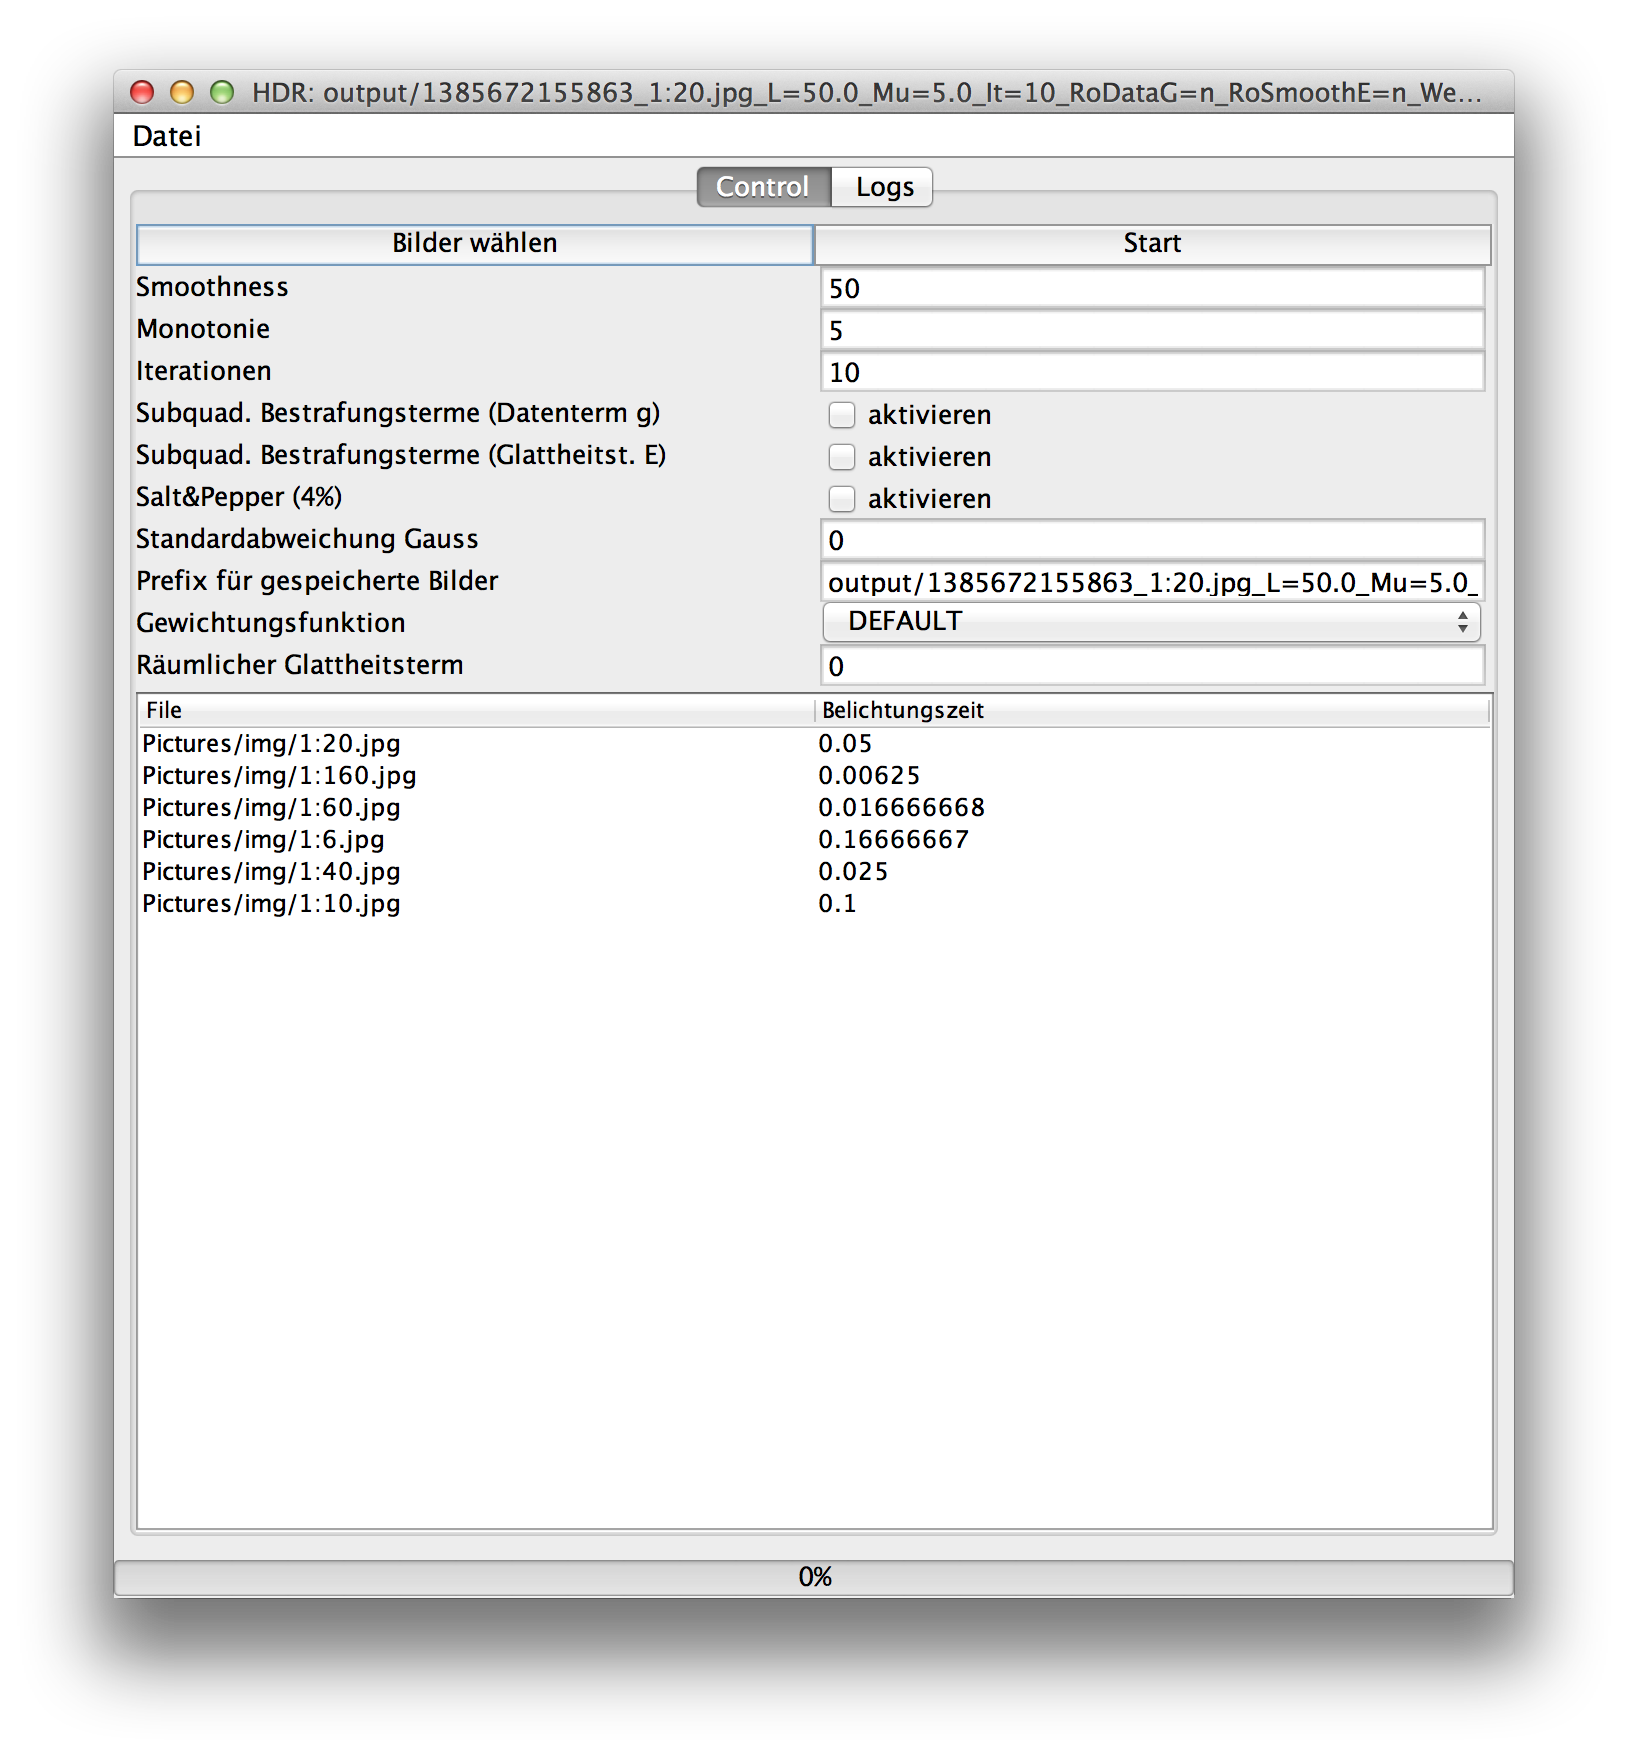 HDR: output/1385672155863_1:20.jpg_L=50.0_Mu=5.0_It=10_RoDataG=n_RoSmoothE=n_We...
Datei
Control Logs
Bilder wählen Start
Smoothness 50
Monotonie 5
Iterationen 10
Subquad. Bestrafungsterme (Datenterm g) aktivieren
Subquad. Bestrafungsterme (Glattheitst. E) aktivieren
Salt&Pepper (4%) aktivieren
Standardabweichung Gauss 0
Prefix für gespeicherte Bilder output/1385672155863_1:20.jpg_L=50.0_Mu=5.0_
Gewichtungsfunktion DEFAULT
Räumlicher Glattheitsterm 0
File Belichtungszeit
Pictures/img/1:20.jpg 0.05
Pictures/img/1:160.jpg 0.00625
Pictures/img/1:60.jpg 0.016666668
Pictures/img/1:6.jpg 0.16666667
Pictures/img/1:40.jpg 0.025
Pictures/img/1:10.jpg 0.1
0%